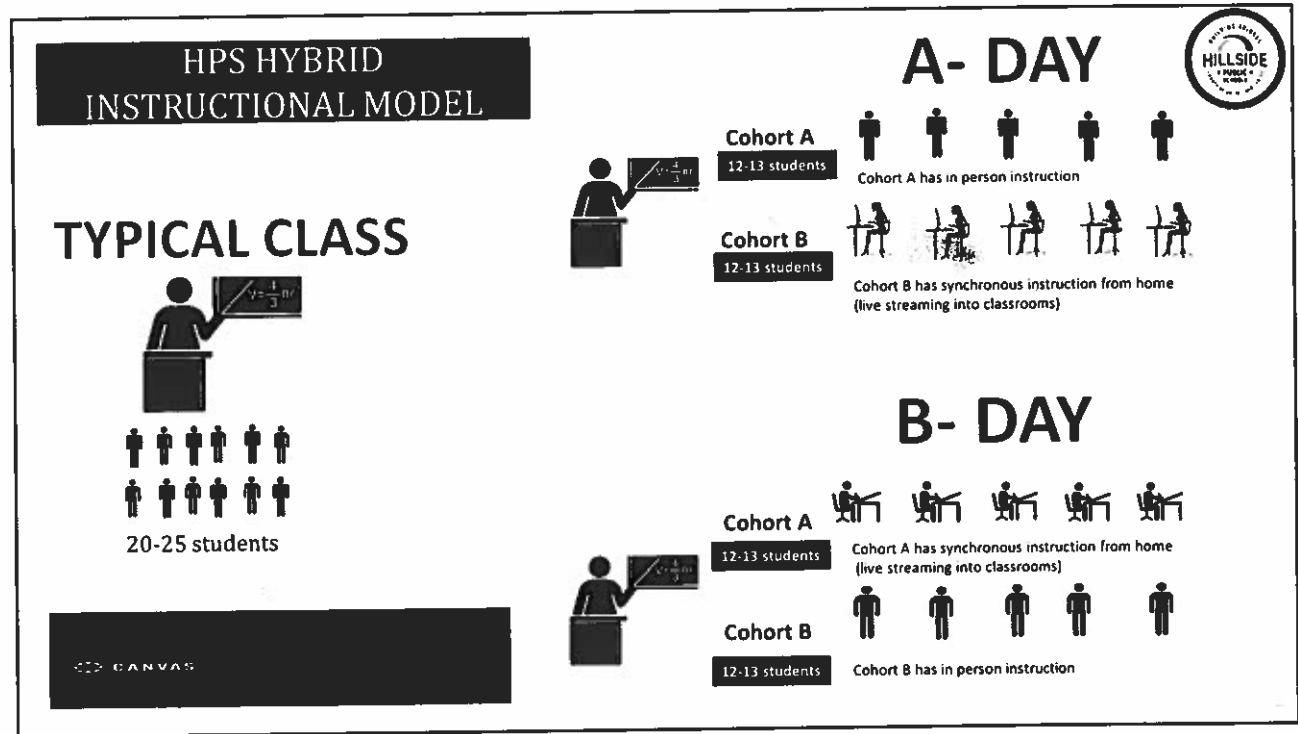 HPS HYBRID
INSTRUCTIONAL MODEL
TYPICAL CLASS
20-25 students
CANVAS
HILLSIDE
PUBLIC
SCHOOLS
A- DAY
Cohort A
12-13 students
Cohort A has in person instruction
Cohort B
12-13 students
Cohort B has synchronous instruction from home
(live streaming into classrooms)
B- DAY
Cohort A
12-13 students
Cohort A has synchronous instruction from home
(live streaming into classrooms)
Cohort B
12-13 students
Cohort B has in person instruction